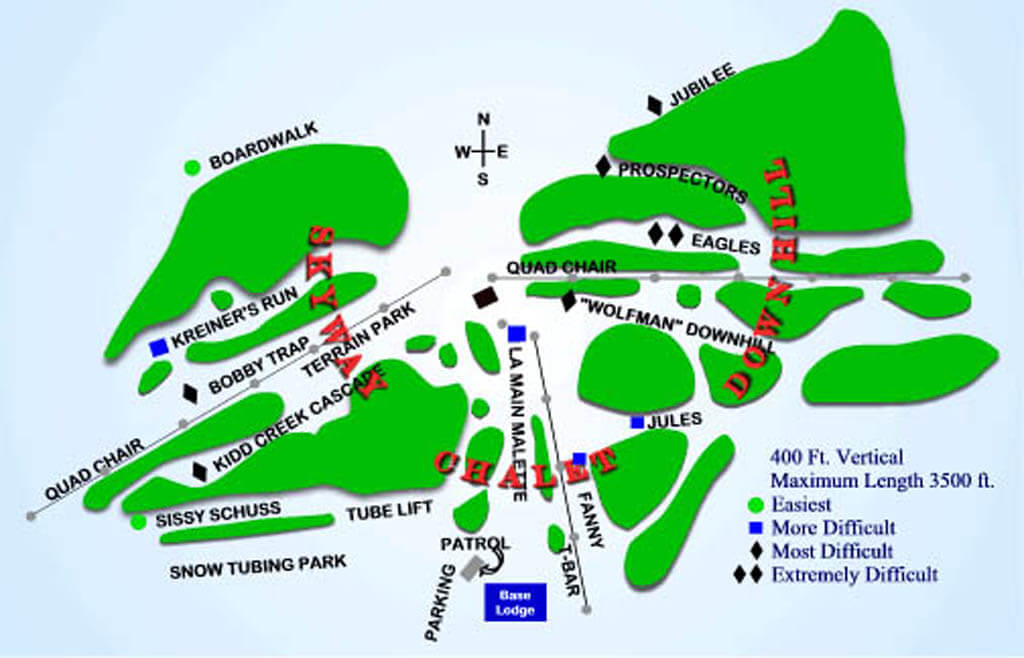 JUBILEE
BOARDWALK
N
W E
S
PROSPECTORS
EAGLES
QUAD CHAIR
SKYWAY
DOWNHILL
KREINER'S RUN
"WOLFMAN" DOWNHILL
BOBBY TRAP
TERRAIN PARK
KIDD CREEK CASCADE
LA MAIN MALETTE
JULES
QUAD CHAIR
CHALET
400 Ft. Vertical
Maximum Length 3500 ft.
Easiest
More Difficult
Most Difficult
Extremely Difficult
SISSY SCHUSS
TUBE LIFT
FANNY
SNOW TUBING PARK
PATROL
T-BAR
PARKING
Base
Lodge